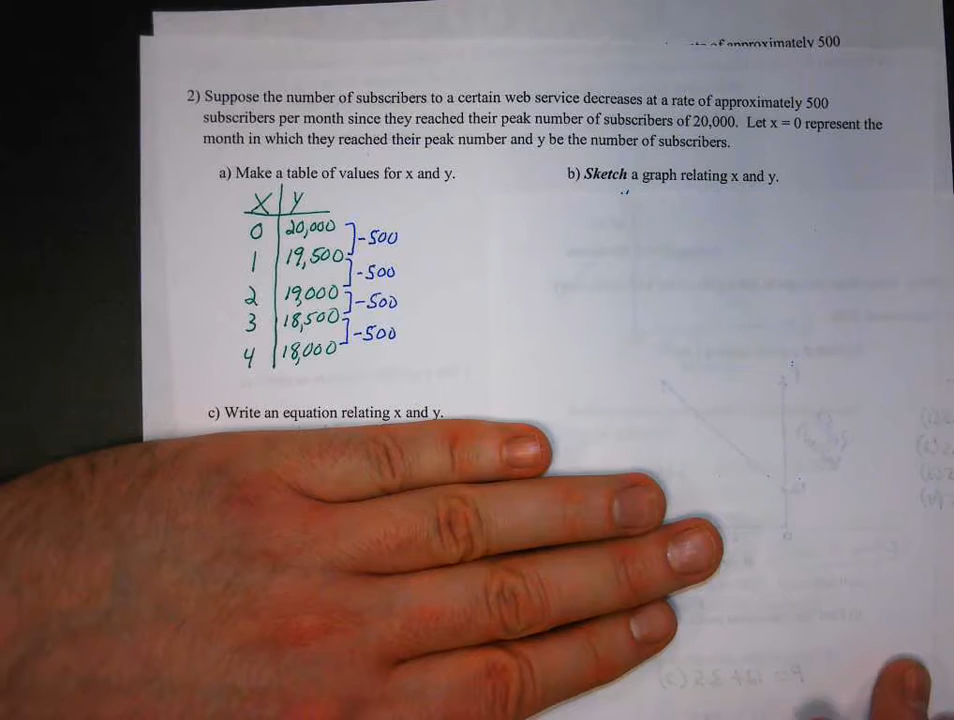 of approximately 500
2) Suppose the number of subscribers to a certain web service decreases at a rate of approximately 500
subscribers per month since they reached their peak number of subscribers of 20,000. Let x = 0 represent the
month in which they reached their peak number and y be the number of subscribers.
a) Make a table of values for x and y.
b) Sketch a graph relating x and y.
X Y
0 20,000
-500
1 19,500
-500
2 19,000
-500
3 18,500
-500
4 18,000
c) Write an equation relating x and y.